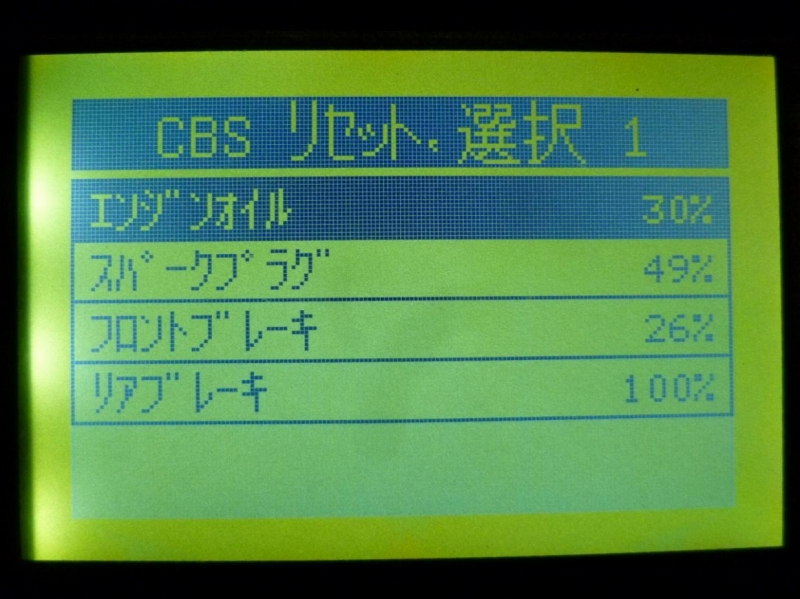 CBS リセット, 選択 1
エンジンオイル 30%
スパークプラグ 49%
フロントブレーキ 26%
リアブレーキ 100%